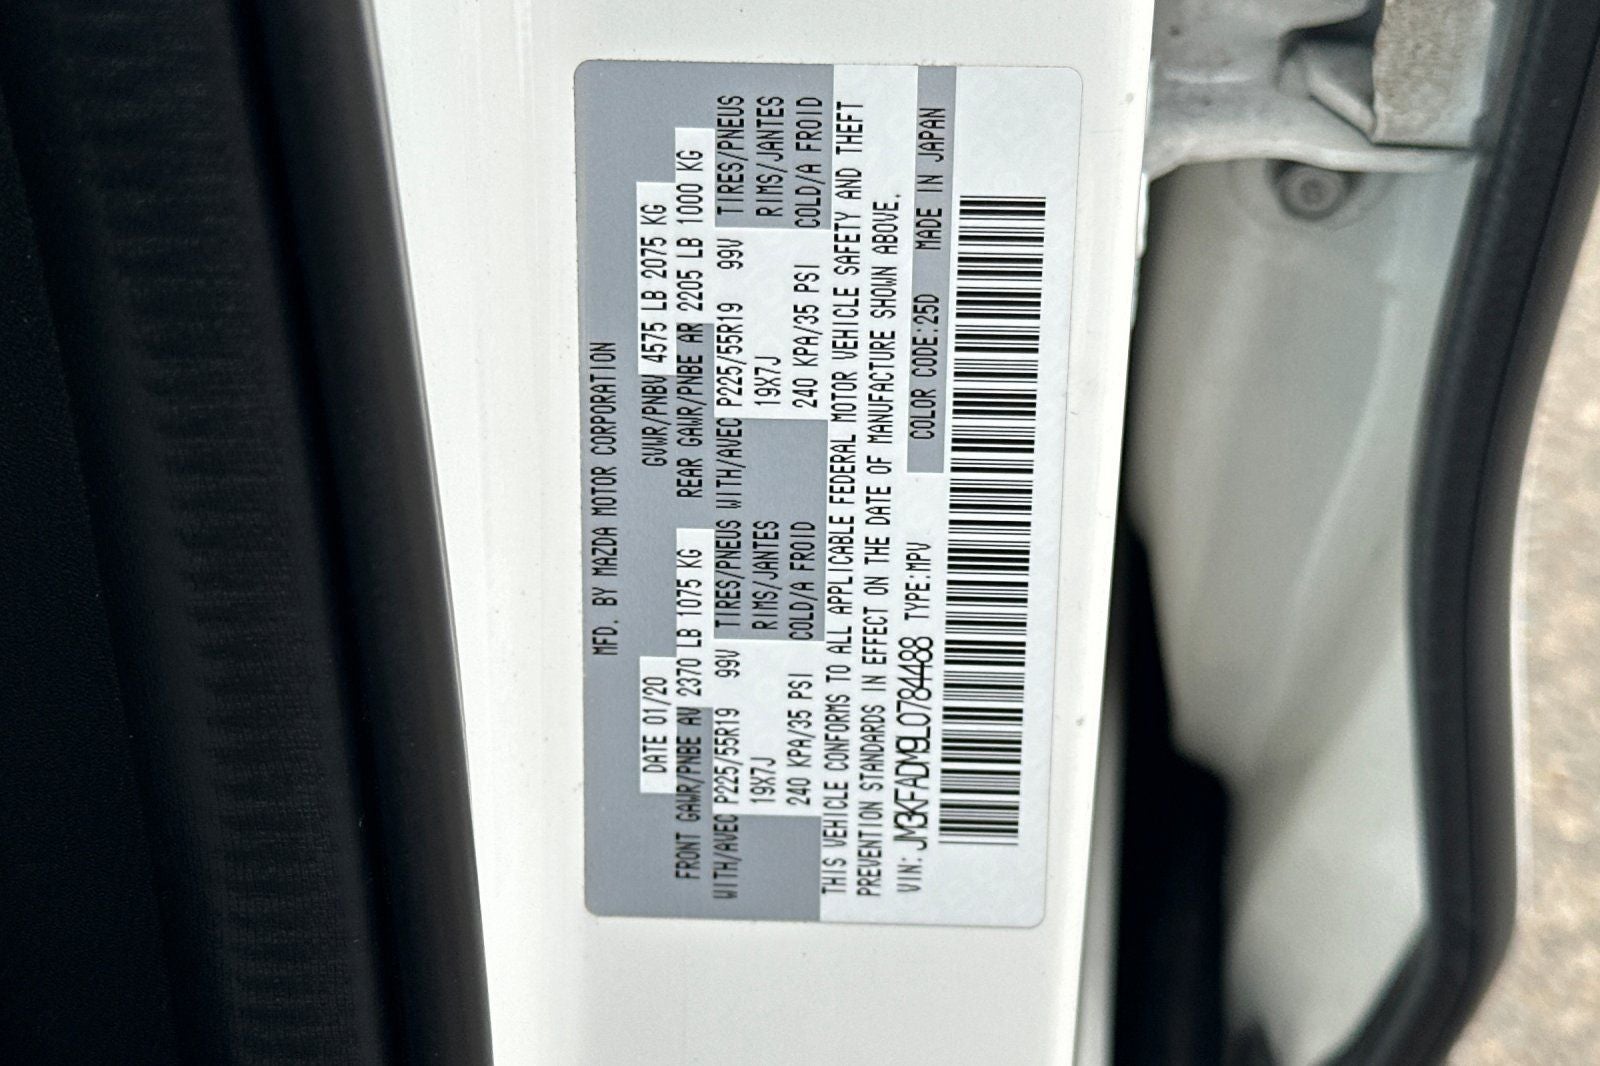 MFD. BY MAZDA MOTOR CORPORATION
DATE 01/20 GVWR/PNBV 4575 LB 2075 KG
FRONT GAWR/PNBE AV 2370 LB 1075 KG REAR GAWR/PNBE AR 2205 LB 1000 KG
WITH/AVEC P225/55R19 99V TIRES/PNEUS WITH/AVEC P225/55R19 99V TIRES/PNEUS
19X7J RIMS/JANTES 19X7J RIMS/JANTES
240 KPA/35 PSI COLD/A FROID 240 KPA/35 PSI COLD/A FROID
THIS VEHICLE CONFORMS TO ALL APPLICABLE FEDERAL MOTOR VEHICLE SAFETY AND THEFT
PREVENTION STANDARDS IN EFFECT ON THE DATE OF MANUFACTURE SHOWN ABOVE.
VIN: JM3KFADM9L0784488 TYPE:MPV COLOR CODE:25D MADE IN JAPAN